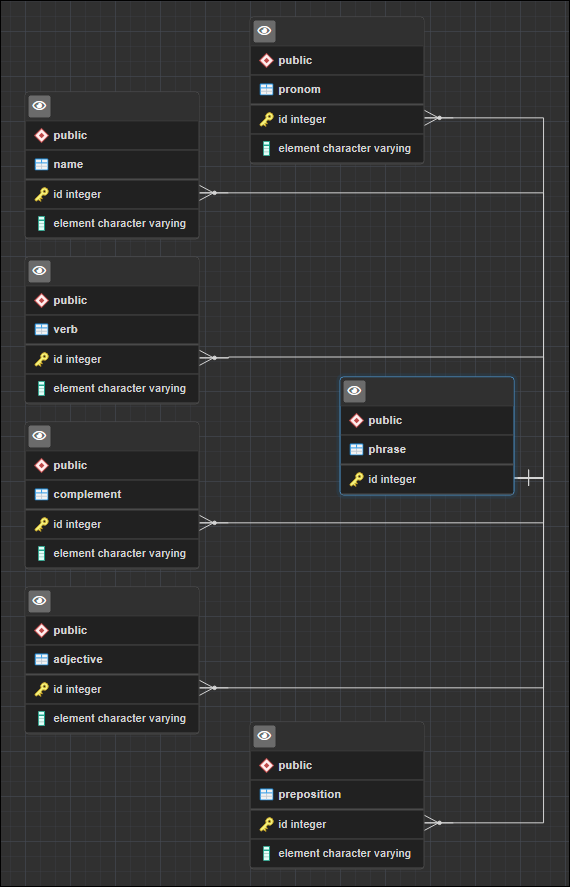 public
pronom
id integer
element character varying
public
name
id integer
element character varying
public
verb
id integer
element character varying
public
phrase
id integer
public
complement
id integer
element character varying
public
adjective
id integer
element character varying
public
preposition
id integer
element character varying